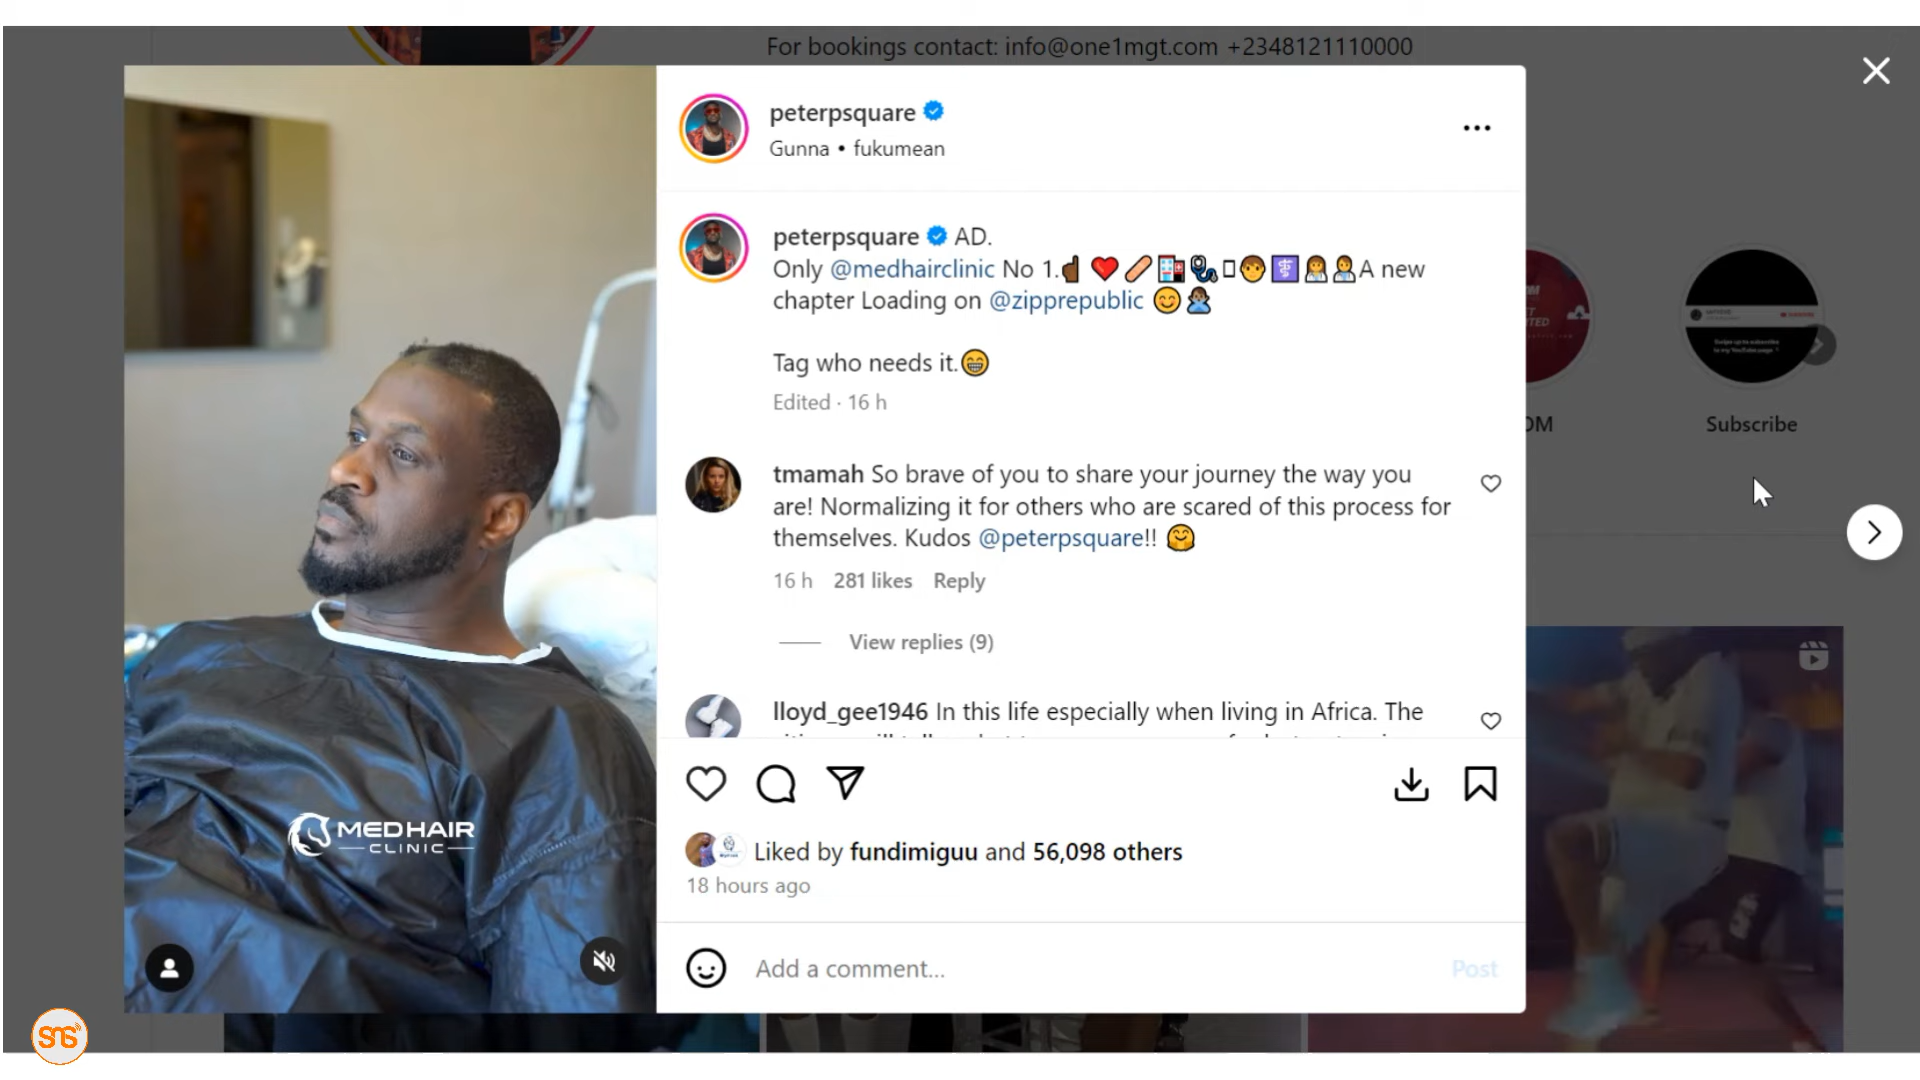 For bookings contact: info@one1mgt.com +2348121110000
peterpsquare
Gunna • fukumean
peterpsquare AD.
Only @medhairclinic No 1.☝🏾❤️🩹🏥🩺📱🧒⚕️👩‍⚕️👨‍⚕️A new
chapter Loading on @zipprepublic 😊🙇🏾‍♂️
Tag who needs it.😁
Edited · 16 h
tmamah So brave of you to share your journey the way you
are! Normalizing it for others who are scared of this process for
themselves. Kudos @peterpsquare!! 🤗
16 h 281 likes Reply
View replies (9)
lloyd_gee1946 In this life especially when living in Africa. The
Liked by fundimiguu and 56,098 others
18 hours ago
Add a comment...
Post
MEDHAIR
CLINIC
DM
Subscribe
SNS